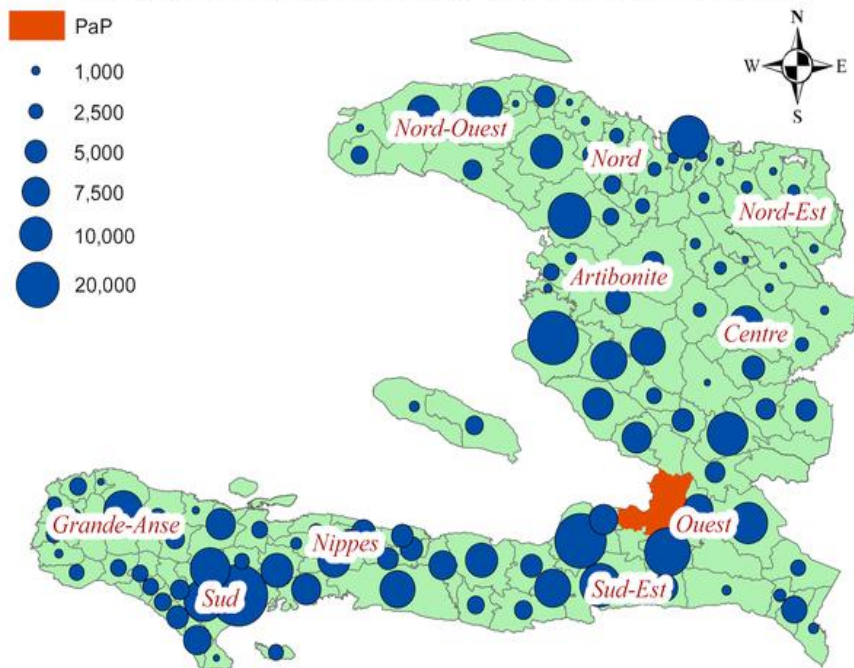 PaP
1,000
2,500
5,000
7,500
10,000
20,000
N
W E
S
Nord-Ouest
Nord
Nord-Est
Artibonite
Centre
Grande-Anse
Nippes
Ouest
Sud
Sud-Est